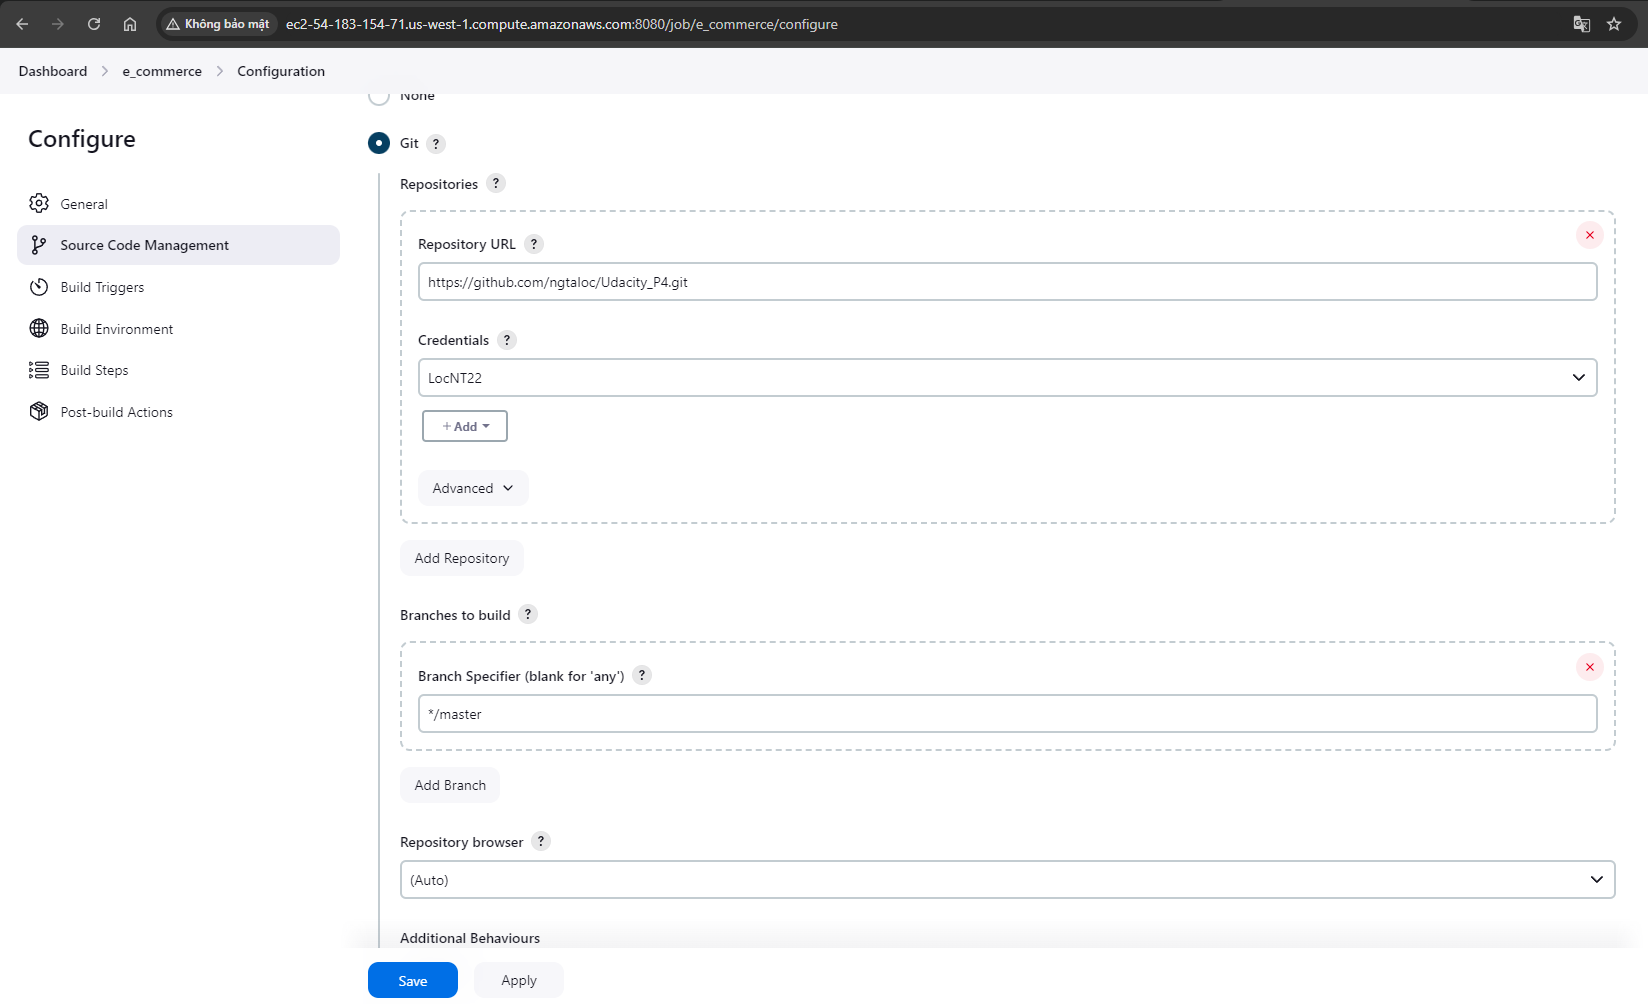 Không bảo mật
ec2-54-183-154-71.us-west-1.compute.amazonaws.com:8080/job/e_commerce/configure
Dashboard
e_commerce
Configuration
None
Configure
Git ?
General
Source Code Management
Build Triggers
Build Environment
Build Steps
Post-build Actions
Repositories ?
Repository URL ?
https://github.com/ngtaloc/Udacity_P4.git
Credentials ?
LocNT22
+ Add
Advanced
Add Repository
Branches to build ?
Branch Specifier (blank for 'any') ?
*/master
Add Branch
Repository browser ?
(Auto)
Additional Behaviours
Save
Apply